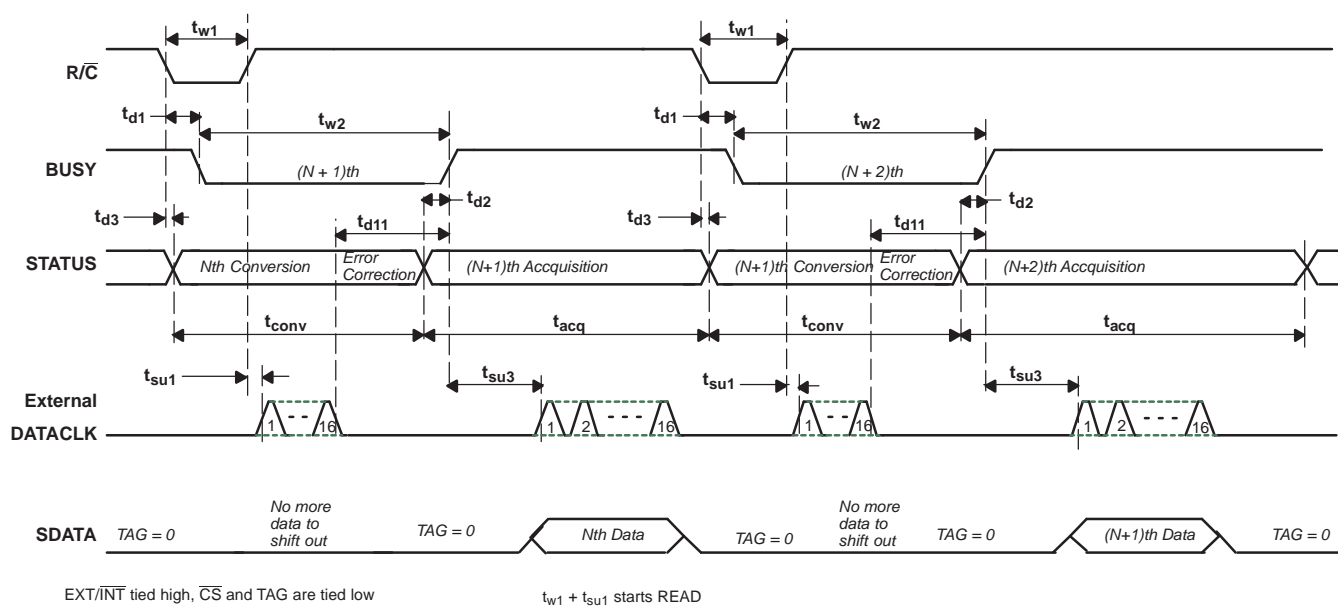 tw1 tw1
R/C
td1 tw2 td1 tw2
BUSY (N + 1)th (N + 2)th
td3 td2 td3 td2
td11 td11
STATUS Nth Conversion Error Correction (N+1)th Accquisition (N+1)th Conversion Error Correction (N+2)th Acquisition
tconv tacq tconv tacq
tsu1 tsu3 tsu1 tsu3
External
DATACLK 1 - - 16 1 2 - - - 16 1 - - 16 1 2 - - - 16
SDATA TAG = 0 No more data to shift out TAG = 0 Nth Data TAG = 0 No more data to shift out TAG = 0 (N+1)th Data TAG = 0
EXT/INT tied high, CS and TAG are tied low tw1 + tsu1 starts READ